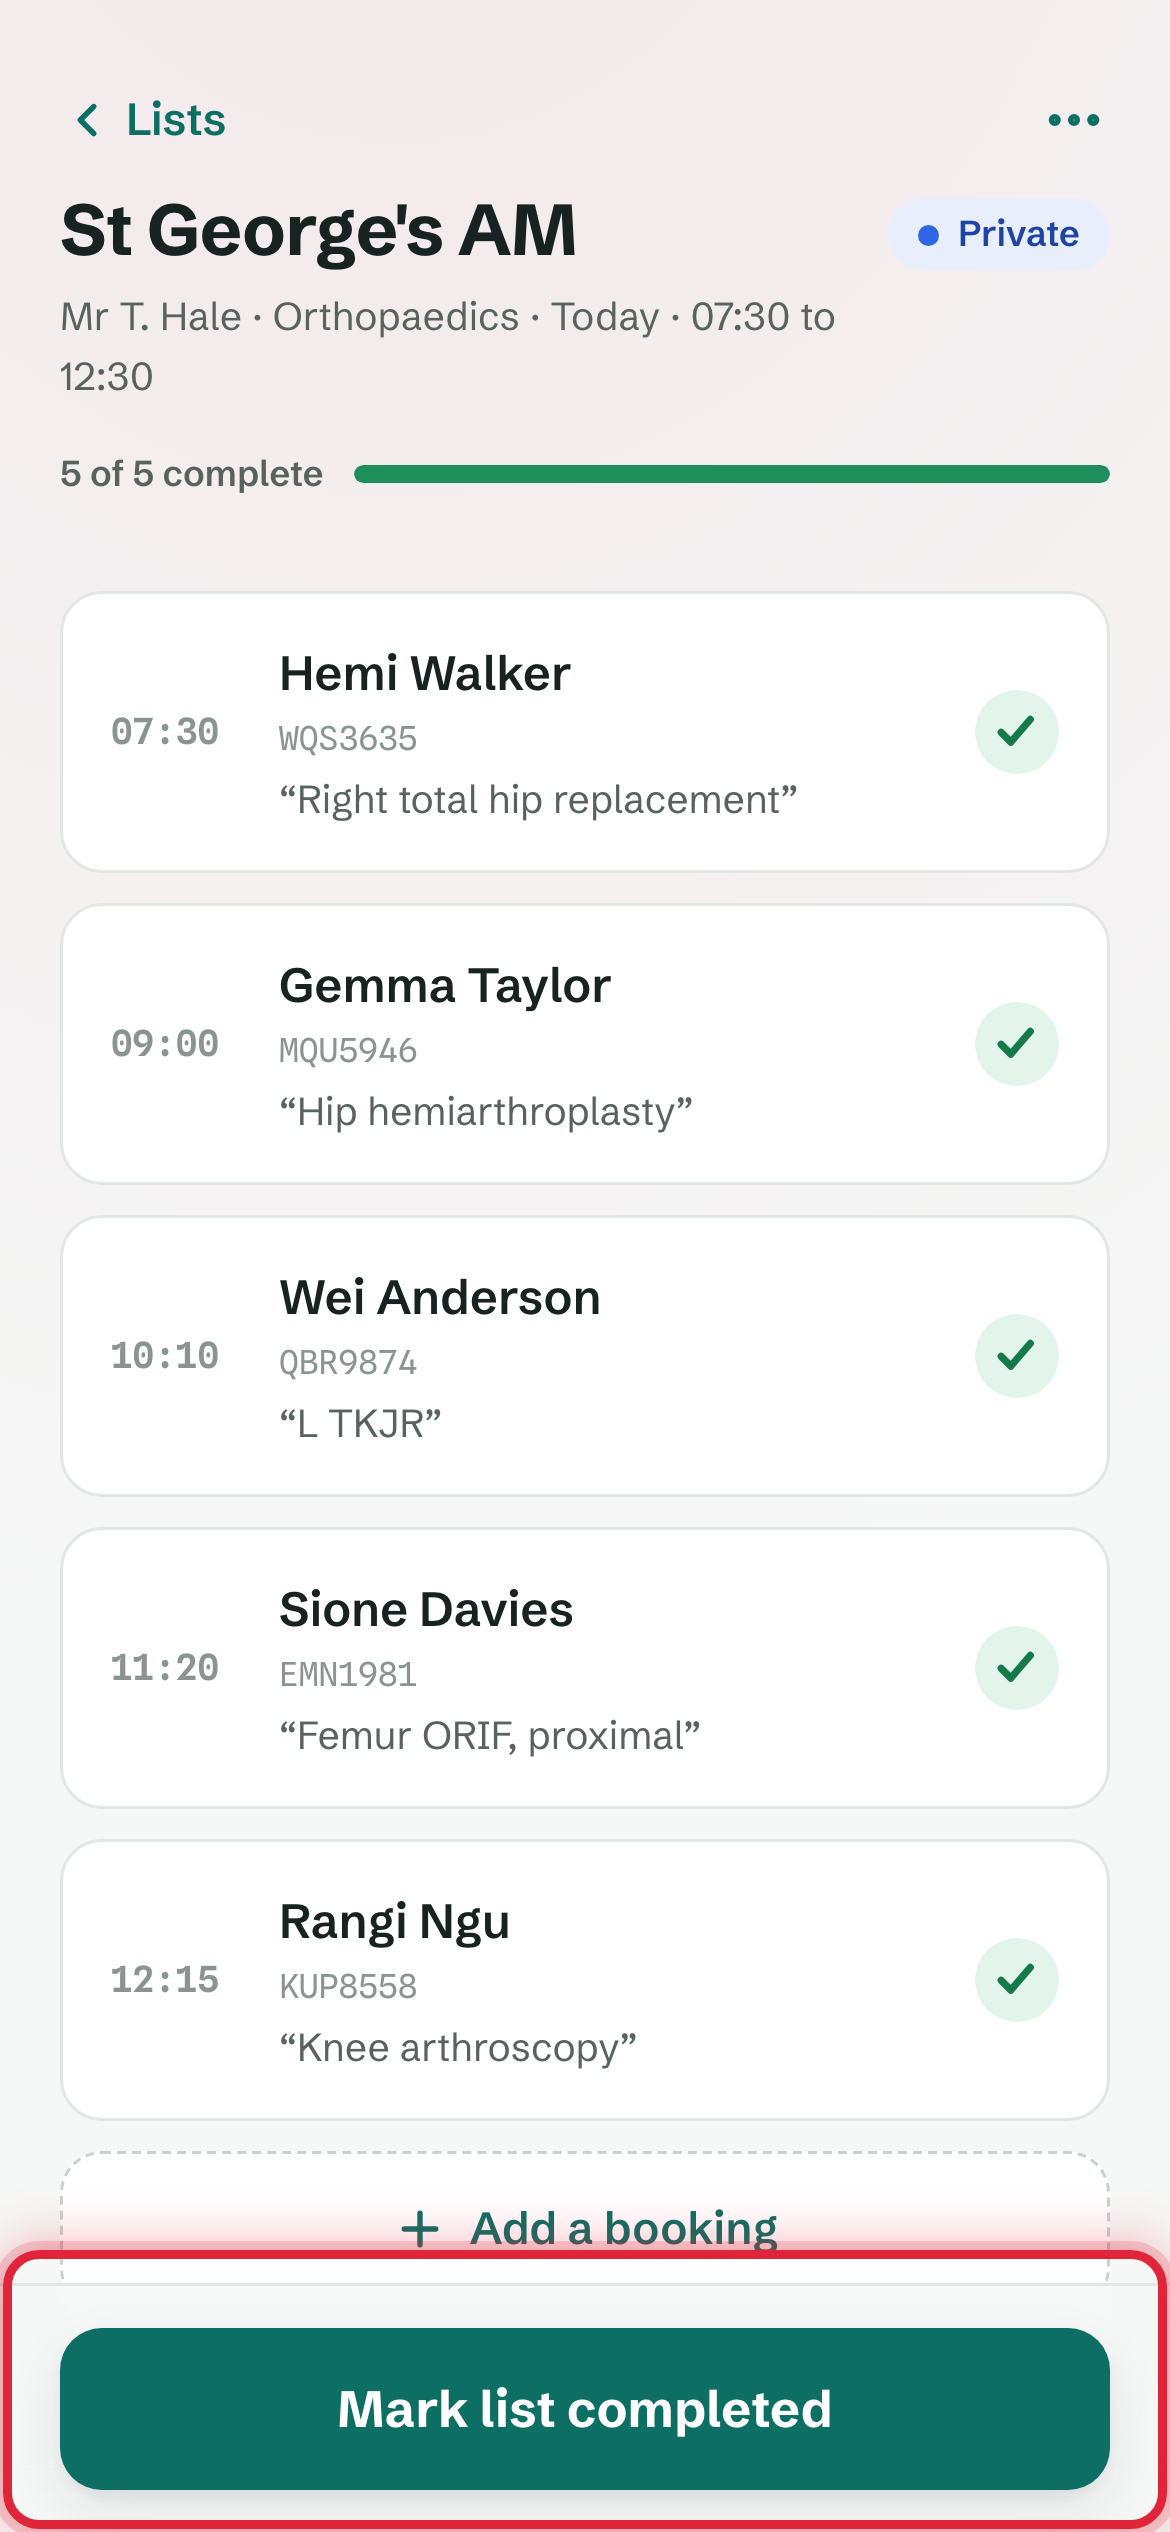 Lists
St George's AM
Private
Mr T. Hale · Orthopaedics · Today · 07:30 to
12:30
5 of 5 complete
Hemi Walker
07:30
WQS3635
“Right total hip replacement”
Gemma Taylor
09:00
MQU5946
“Hip hemiarthroplasty”
Wei Anderson
10:10
QBR9874
“L TKJR”
Sione Davies
11:20
EMN1981
“Femur ORIF, proximal”
Rangi Ngu
12:15
KUP8558
“Knee arthroscopy”
+ Add a booking
Mark list completed